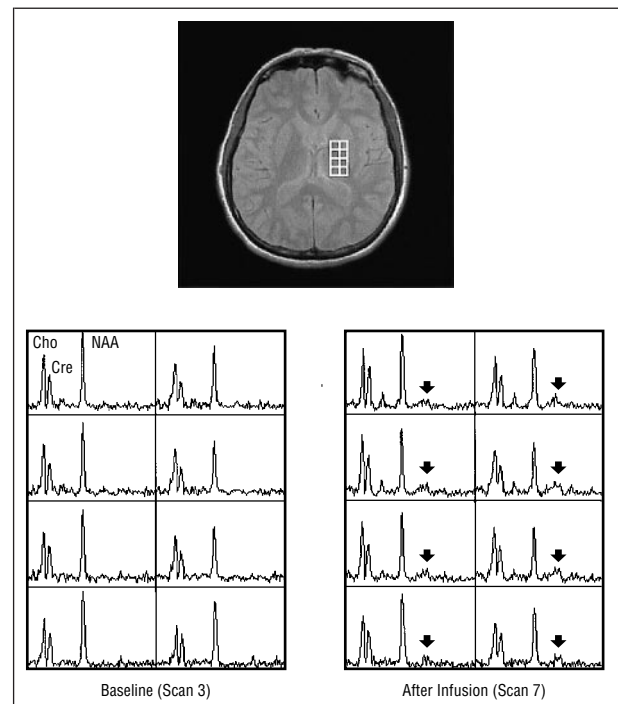 Cho
NAA
Cre
Baseline (Scan 3)
After Infusion (Scan 7)